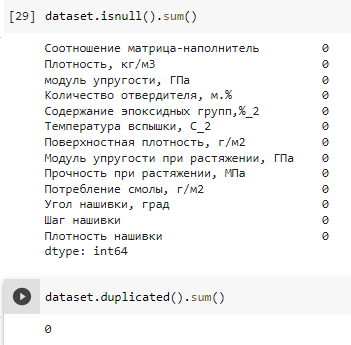 [29] dataset.isnull().sum()
Соотношение матрица-наполнитель 0
Плотность, кг/м3 0
модуль упругости, ГПа 0
Количество отвердителя, м.% 0
Содержание эпоксидных групп,%_2 0
Температура вспышки, С_2 0
Поверхностная плотность, г/м2 0
Модуль упругости при растяжении, ГПа 0
Прочность при растяжении, МПа 0
Потребление смолы, г/м2 0
Угол нашивки, град 0
Шаг нашивки 0
Плотность нашивки 0
dtype: int64
dataset.duplicated().sum()
0